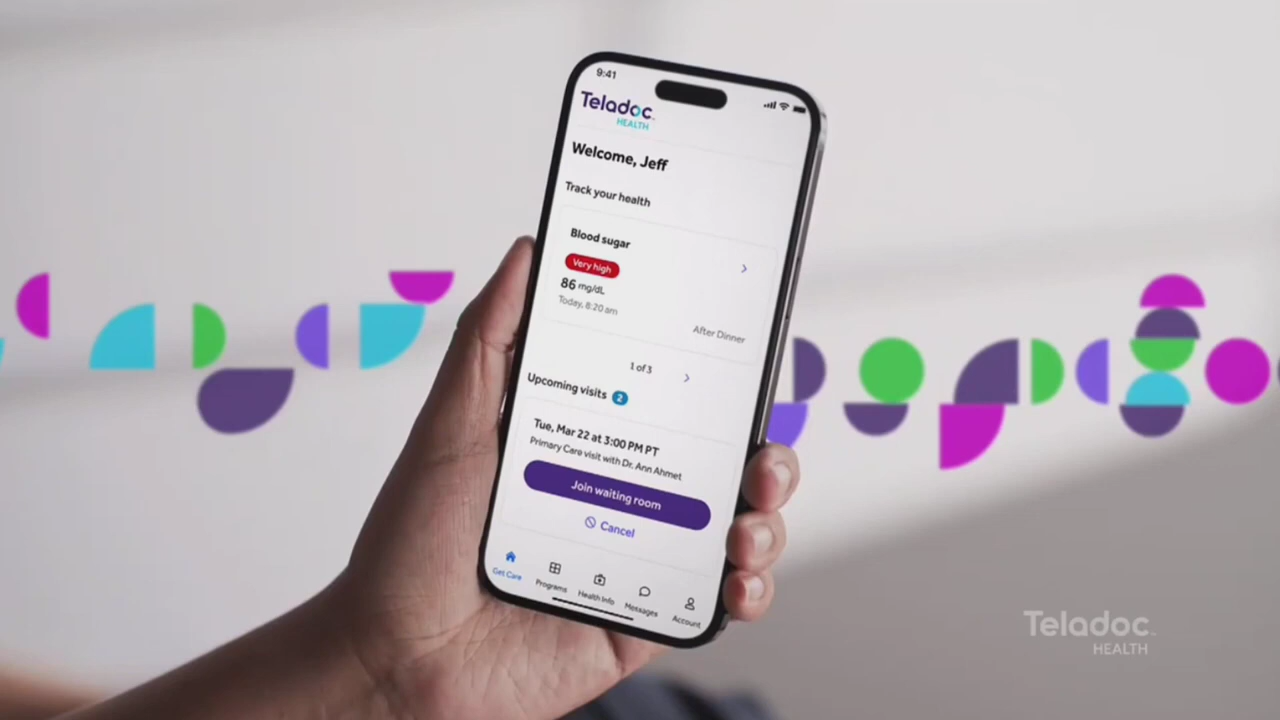 9:41
Teladoc
HEALTH
Welcome, Jeff
Track your health
Blood sugar
Very high
86 mg/dL
Today, 8:20 am
After Dinner
1 of 3
Upcoming visits 2
Tue, Mar 22 at 3:00 PM PT
Primary Care visit with Dr. Ann Ahmet
Join waiting room
Cancel
Get Care Programs Health Info Messages Account
Teladoc
HEALTH